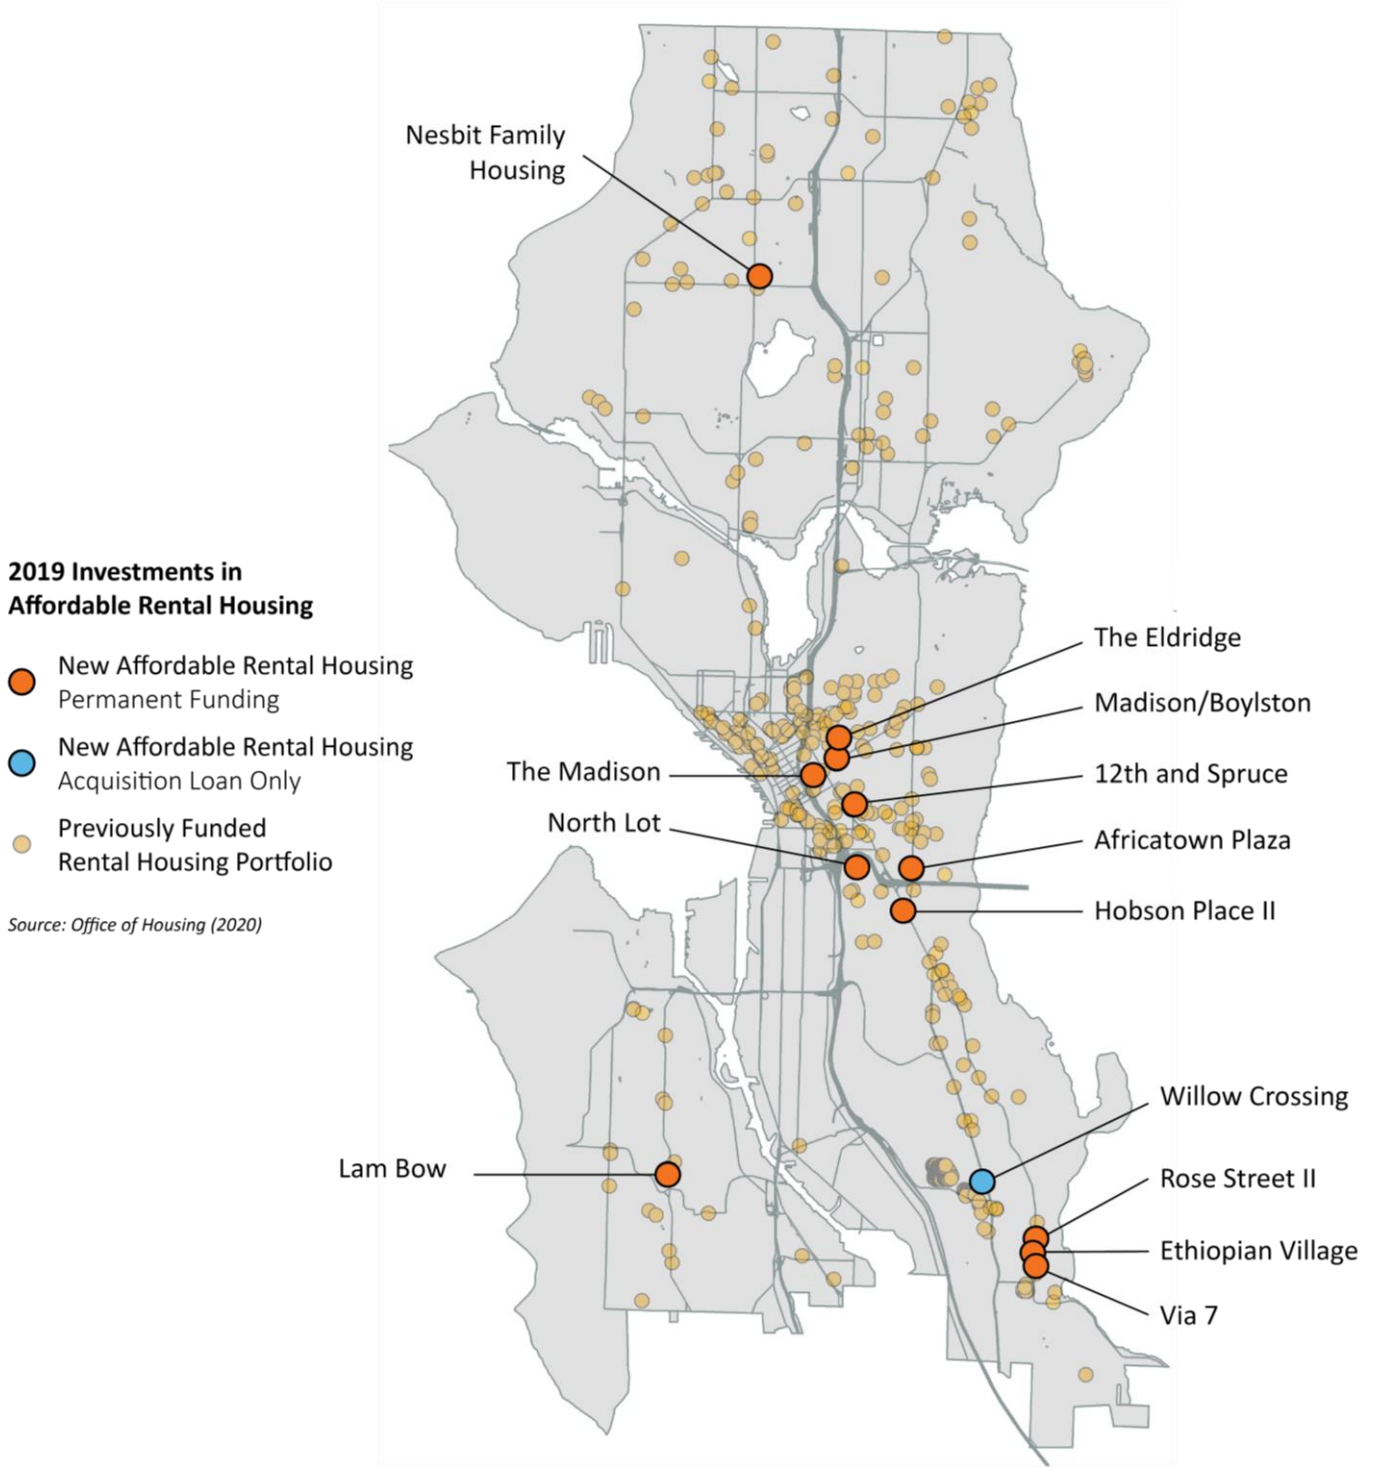 Nesbit Family
Housing
2019 Investments in
Affordable Rental Housing
New Affordable Rental Housing
Permanent Funding
New Affordable Rental Housing
Acquisition Loan Only
Previously Funded
Rental Housing Portfolio
Source: Office of Housing (2020)
The Eldridge
Madison/Boylston
The Madison
12th and Spruce
North Lot
Africatown Plaza
Hobson Place II
Willow Crossing
Lam Bow
Rose Street II
Ethiopian Village
Via 7